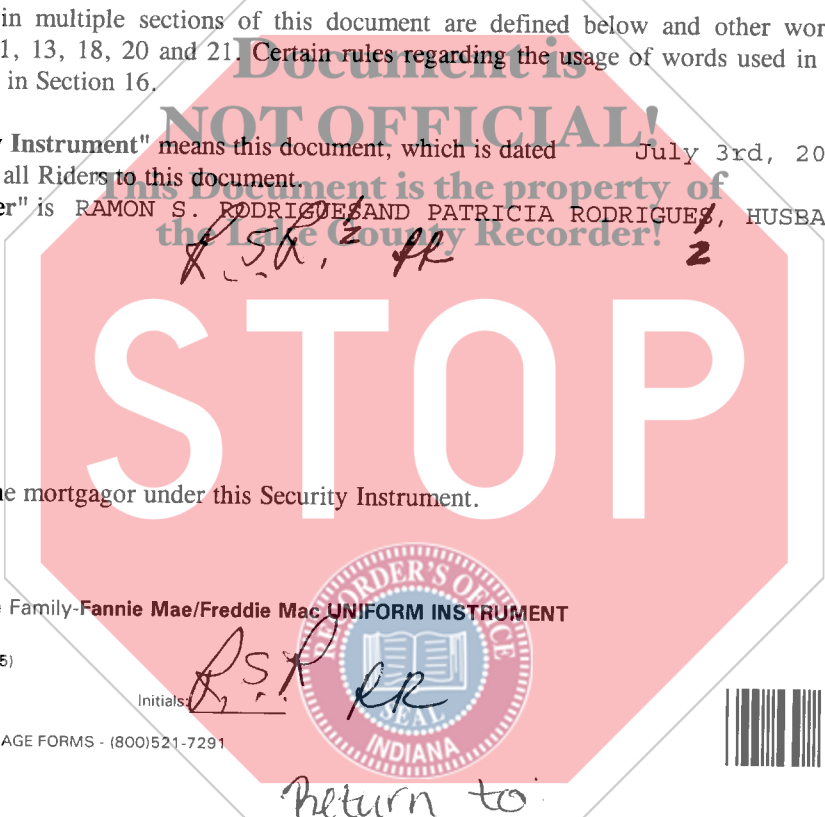 in multiple sections of this document are defined below and other wor
1, 13, 18, 20 and 21. Certain rules regarding the usage of words used in
in Section 16.
Document is
NOT OFFICIAL!
This Document is the property of
the Lake County Recorder!
Instrument" means this document, which is dated July 3rd, 20
all Riders to this document.
er" is RAMON S. RODRIGUES AND PATRICIA RODRIGUES, HUSBA
R.S.R. z PR 2
STOP
e mortgagor under this Security Instrument.
Family-Fannie Mae/Freddie Mac UNIFORM INSTRUMENT
5)
Initials: R.S.R PR
AGE FORMS - (800)521-7291
RECORDER'S OFFICE
SEAL
INDIANA
Return to: